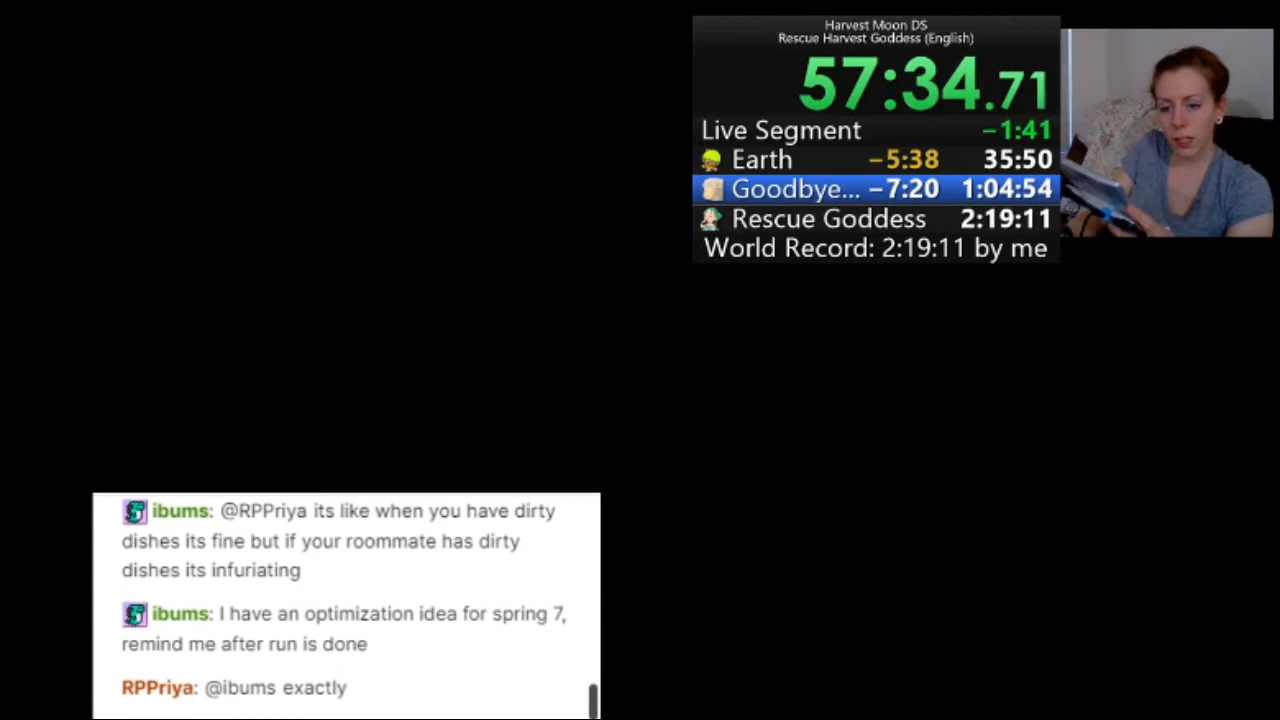 Harvest Moon DS
Rescue Harvest Goddess (English)
57:34.71
Live Segment -1:41
Earth -5:38 35:50
Goodbye... -7:20 1:04:54
Rescue Goddess 2:19:11
World Record: 2:19:11 by me
ibums: @RPPriya its like when you have dirty
dishes its fine but if your roommate has dirty
dishes its infuriating
ibums: I have an optimization idea for spring 7,
remind me after run is done
RPPriya: @ibums exactly